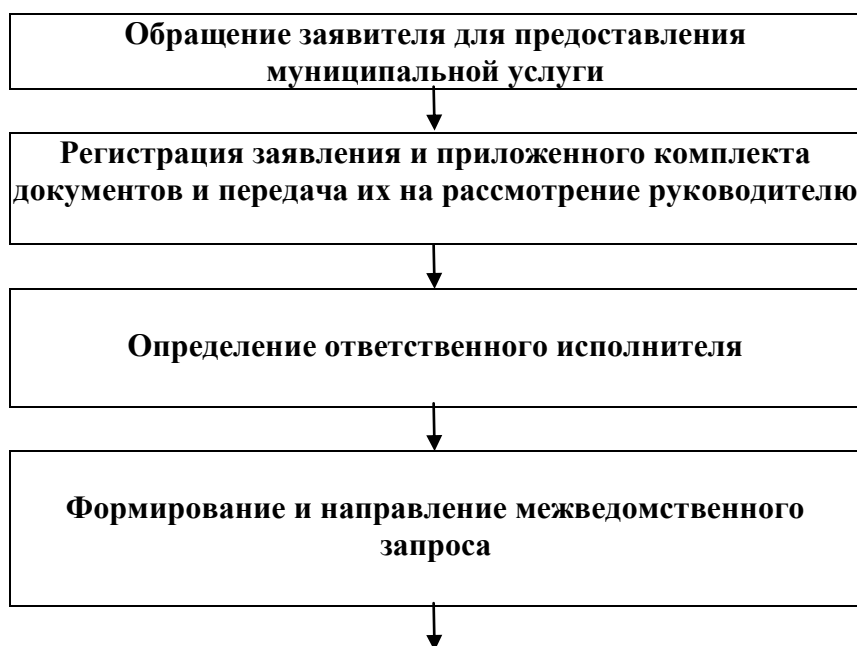 Обращение заявителя для предоставления
муниципальной услуги
Регистрация заявления и приложенного комплекта
документов и передача их на рассмотрение руководителю
Определение ответственного исполнителя
Формирование и направление межведомственного
запроса